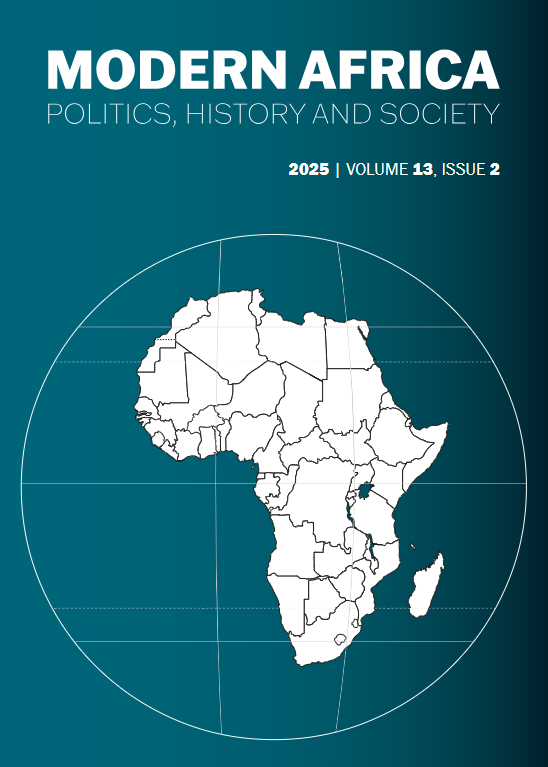 MODERN AFRICA
POLITICS, HISTORY AND SOCIETY
2025 | VOLUME 13, ISSUE 2